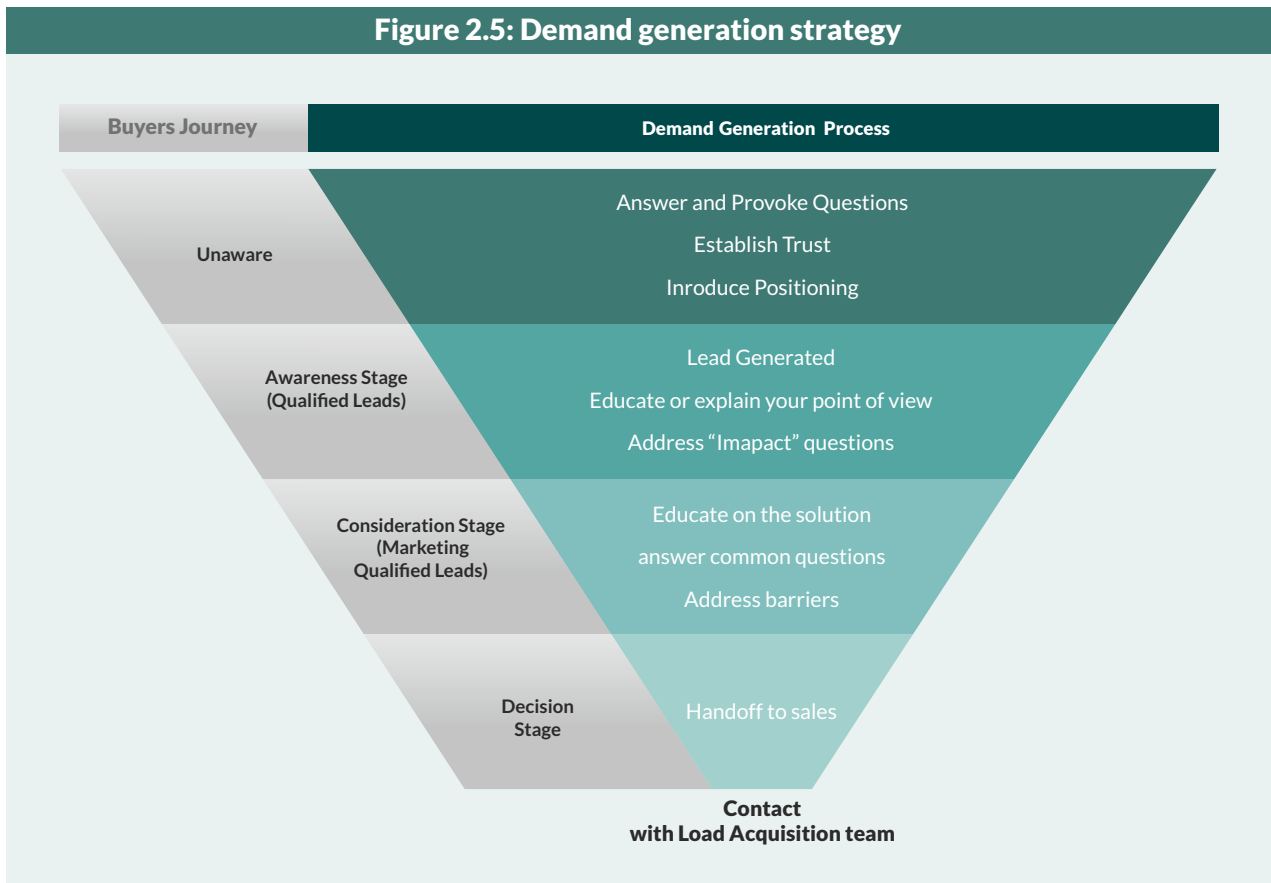 Figure 2.5: Demand generation strategy
Buyers Journey
Demand Generation Process
Unaware
Answer and Provoke Questions
Establish Trust
Inroduce Positioning
Awareness Stage
(Qualified Leads)
Lead Generated
Educate or explain your point of view
Address “Imapact” questions
Consideration Stage
(Marketing
Qualified Leads)
Educate on the solution
answer common questions
Address barriers
Decision
Stage
Handoff to sales
Contact
with Load Acquisition team